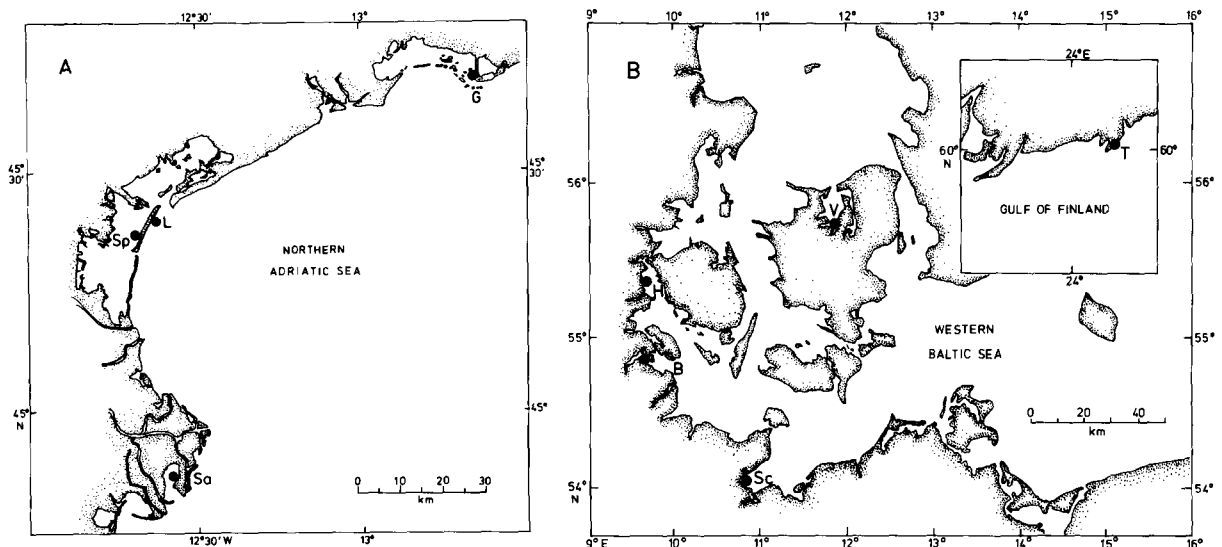 12°30'
13°
A
G
45°
30'
L
Sp
NORTHERN
ADRIATIC SEA
45°
30'
45°
N
45°
Sa
0 10 20 30
km
12°30'W
13°
9°E
10°
11°
12°
13°
14°
15°
16°
B
24°E
60°
N
60°
T
GULF OF FINLAND
24°
56°
56°
V
H
55°
55°
WESTERN
BALTIC SEA
B
0 20 40
km
Sc
54°
N
54°
9°E
10°
11°
12°
13°
14°
15°
16°